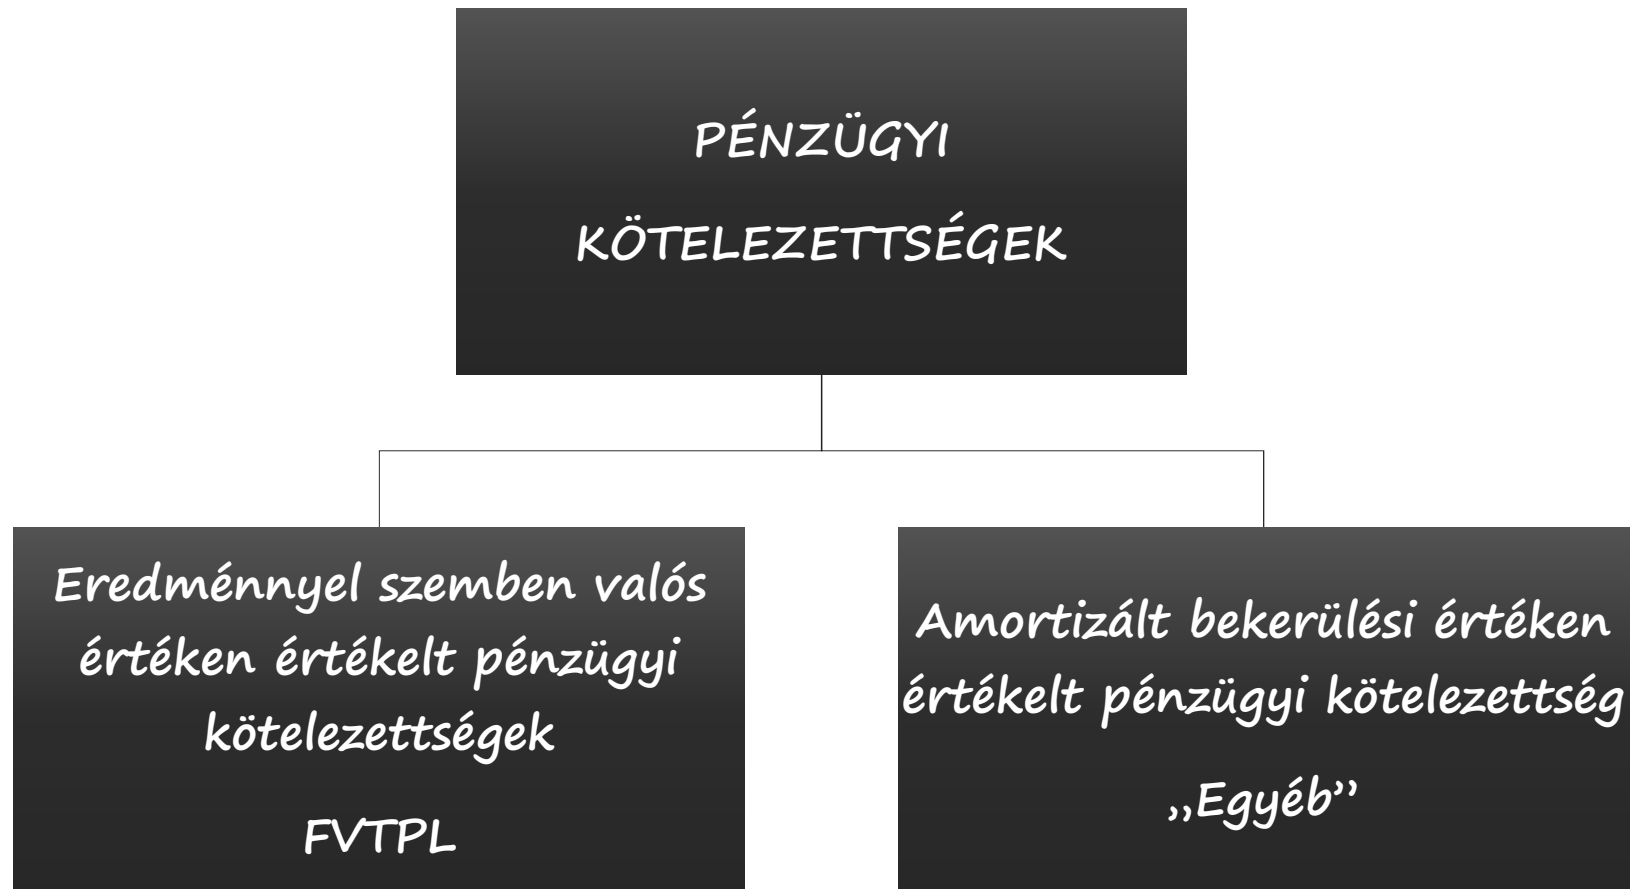 PÉNZÜGYI
KÖTELEZETTSÉGEK
Eredménnyel szemben valós
értéken értékelt pénzügyi
kötelezettségek
FVTPL
Amortizált bekerülési értéken
értékelt pénzügyi kötelezettség
„Egyéb”